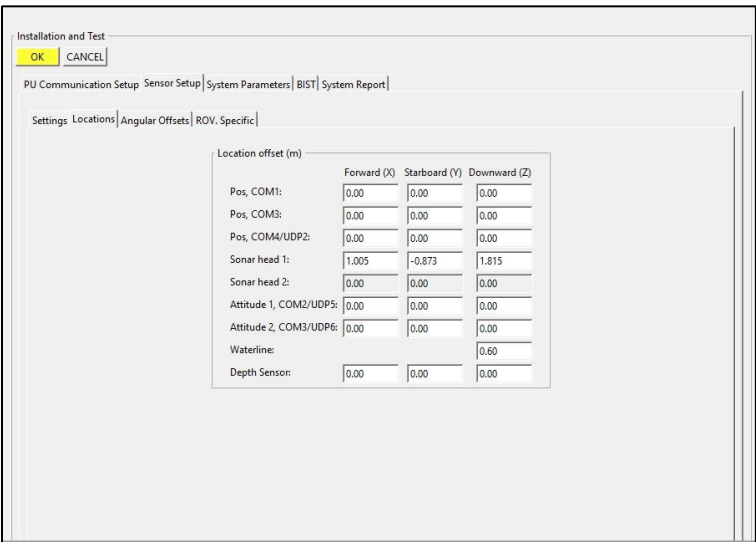 Installation and Test
OK CANCEL
PU Communication Setup Sensor Setup System Parameters BIST System Report
Settings Locations Angular Offsets ROV. Specific
Location offset (m)
Forward (X) Starboard (Y) Downward (Z)
Pos, COM1: 0.00 0.00 0.00
Pos, COM3: 0.00 0.00 0.00
Pos, COM4/UDP2: 0.00 0.00 0.00
Sonar head 1: 1.005 -0.873 1.815
Sonar head 2: 0.00 0.00 0.00
Attitude 1, COM2/UDP5: 0.00 0.00 0.00
Attitude 2, COM3/UDP6: 0.00 0.00 0.00
Waterline: 0.60
Depth Sensor: 0.00 0.00 0.00